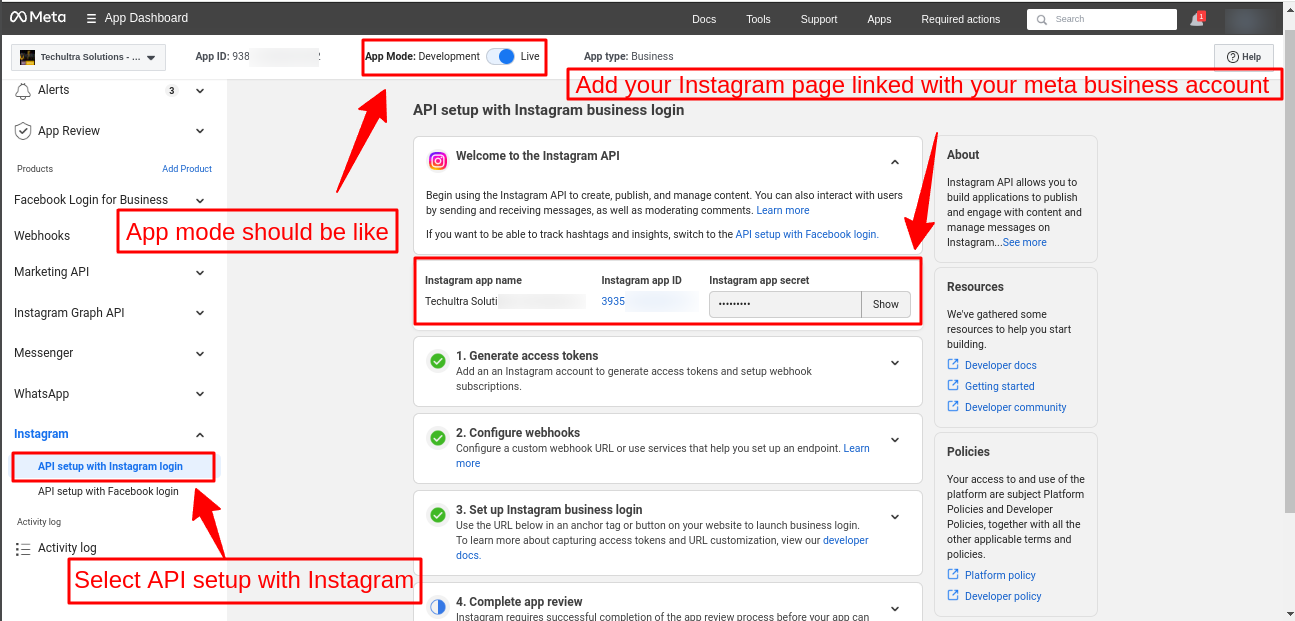 Meta
App Dashboard
Docs
Tools
Support
Apps
Required actions
Search
1
Techultra Solutions - ...
App ID: 938
App Mode: Development
Live
App type: Business
Help
Add your Instagram page linked with your meta business account
Alerts
3
App Review
Products
Add Product
Facebook Login for Business
Webhooks
Marketing API
Instagram Graph API
Messenger
WhatsApp
Instagram
API setup with Instagram login
API setup with Facebook login
Activity log
Activity log
App mode should be like
Select API setup with Instagram
API setup with Instagram business login
Welcome to the Instagram API
Begin using the Instagram API to create, publish, and manage content. You can also interact with users
by sending and receiving messages, as well as moderating comments. Learn more
If you want to be able to track hashtags and insights, switch to the API setup with Facebook login.
Instagram app name
Techultra Soluti
Instagram app ID
3935
Instagram app secret
•••••••••
Show
1. Generate access tokens
Add an an Instagram account to generate access tokens and setup webhook
subscriptions.
2. Configure webhooks
Configure a custom webhook URL or use services that help you set up an endpoint. Learn
more
3. Set up Instagram business login
Use the URL below in an anchor tag or button on your website to launch business login.
To learn more about capturing access tokens and URL customization, view our developer
docs.
4. Complete app review
Instagram requires successful completion of the app review process before your app can
About
Instagram API allows you to
build applications to publish
and engage with content and
manage messages on
Instagram...See more
Resources
We've gathered some
resources to help you start
building.
Developer docs
Getting started
Developer community
Policies
Your access to and use of the
platform are subject Platform
Policies and Developer
Policies, together with all the
other applicable terms and
policies.
Platform policy
Developer policy